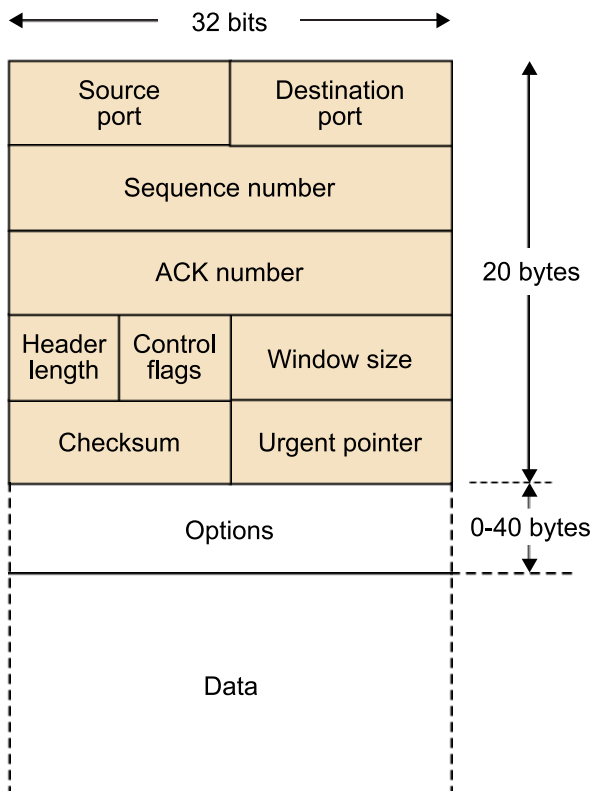 32 bits
Source
port
Destination
port
Sequence number
ACK number
20 bytes
Header
length
Control
flags
Window size
Checksum
Urgent pointer
Options
0-40 bytes
Data